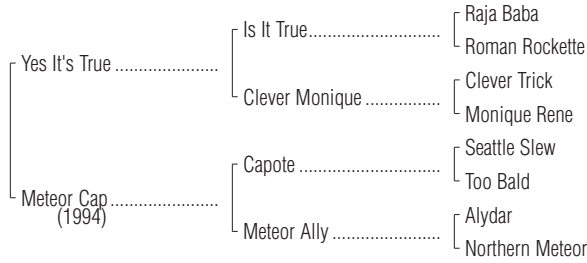 Raja Baba
Is It True
Roman Rockette
Yes It's True
Clever Trick
Clever Monique
Monique Rene
Seattle Slew
Capote
Too Bald
Meteor Cap
(1994)
Alydar
Meteor Ally
Northern Meteor